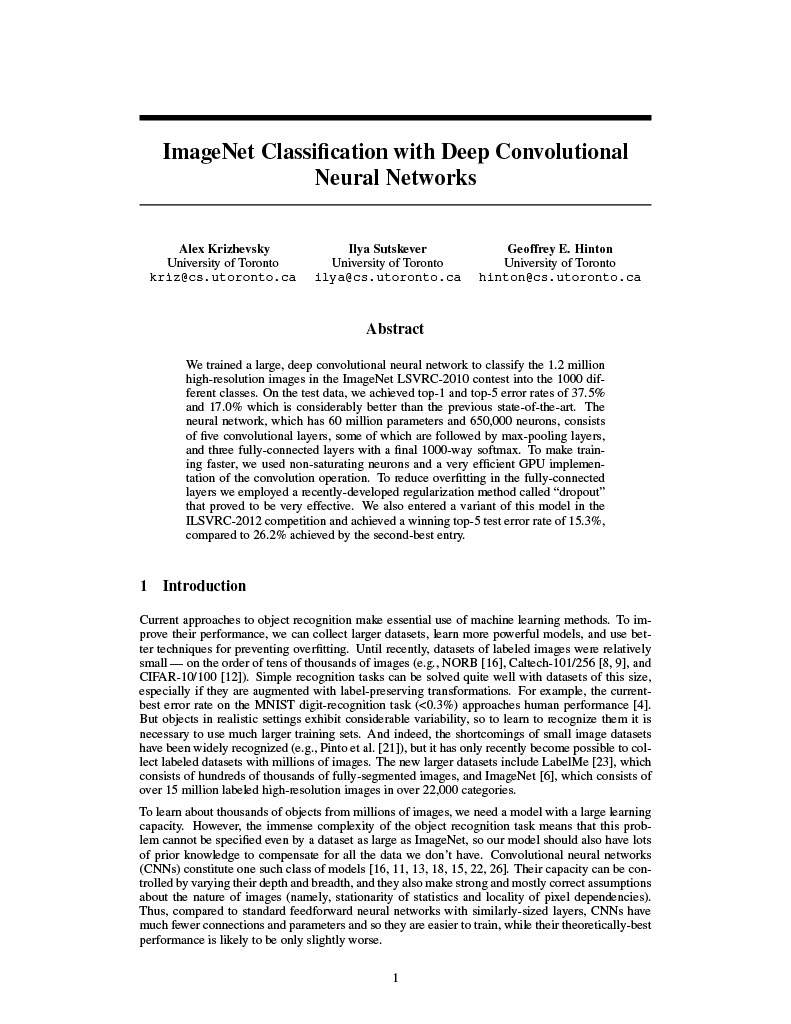 ImageNet Classification with Deep Convolutional
Neural Networks
Alex Krizhevsky
University of Toronto
kriz@cs.utoronto.ca
Ilya Sutskever
University of Toronto
ilya@cs.utoronto.ca
Geoffrey E. Hinton
University of Toronto
hinton@cs.utoronto.ca
Abstract
We trained a large, deep convolutional neural network to classify the 1.2 million
high-resolution images in the ImageNet LSVRC-2010 contest into the 1000 dif-
ferent classes. On the test data, we achieved top-1 and top-5 error rates of 37.5%
and 17.0% which is considerably better than the previous state-of-the-art. The
neural network, which has 60 million parameters and 650,000 neurons, consists
of five convolutional layers, some of which are followed by max-pooling layers,
and three fully-connected layers with a final 1000-way softmax. To make train-
ing faster, we used non-saturating neurons and a very efficient GPU implemen-
tation of the convolution operation. To reduce overfitting in the fully-connected
layers we employed a recently-developed regularization method called “dropout”
that proved to be very effective. We also entered a variant of this model in the
ILSVRC-2012 competition and achieved a winning top-5 test error rate of 15.3%,
compared to 26.2% achieved by the second-best entry.
1 Introduction
Current approaches to object recognition make essential use of machine learning methods. To im-
prove their performance, we can collect larger datasets, learn more powerful models, and use bet-
ter techniques for preventing overfitting. Until recently, datasets of labeled images were relatively
small — on the order of tens of thousands of images (e.g., NORB [16], Caltech-101/256 [8, 9], and
CIFAR-10/100 [12]). Simple recognition tasks can be solved quite well with datasets of this size,
especially if they are augmented with label-preserving transformations. For example, the current-
best error rate on the MNIST digit-recognition task (<0.3%) approaches human performance [4].
But objects in realistic settings exhibit considerable variability, so to learn to recognize them it is
necessary to use much larger training sets. And indeed, the shortcomings of small image datasets
have been widely recognized (e.g., Pinto et al. [21]), but it has only recently become possible to col-
lect labeled datasets with millions of images. The new larger datasets include LabelMe [23], which
consists of hundreds of thousands of fully-segmented images, and ImageNet [6], which consists of
over 15 million labeled high-resolution images in over 22,000 categories.
To learn about thousands of objects from millions of images, we need a model with a large learning
capacity. However, the immense complexity of the object recognition task means that this prob-
lem cannot be specified even by a dataset as large as ImageNet, so our model should also have lots
of prior knowledge to compensate for all the data we don’t have. Convolutional neural networks
(CNNs) constitute one such class of models [16, 11, 13, 18, 15, 22, 26]. Their capacity can be con-
trolled by varying their depth and breadth, and they also make strong and mostly correct assumptions
about the nature of images (namely, stationarity of statistics and locality of pixel dependencies).
Thus, compared to standard feedforward neural networks with similarly-sized layers, CNNs have
much fewer connections and parameters and so they are easier to train, while their theoretically-best
performance is likely to be only slightly worse.
1